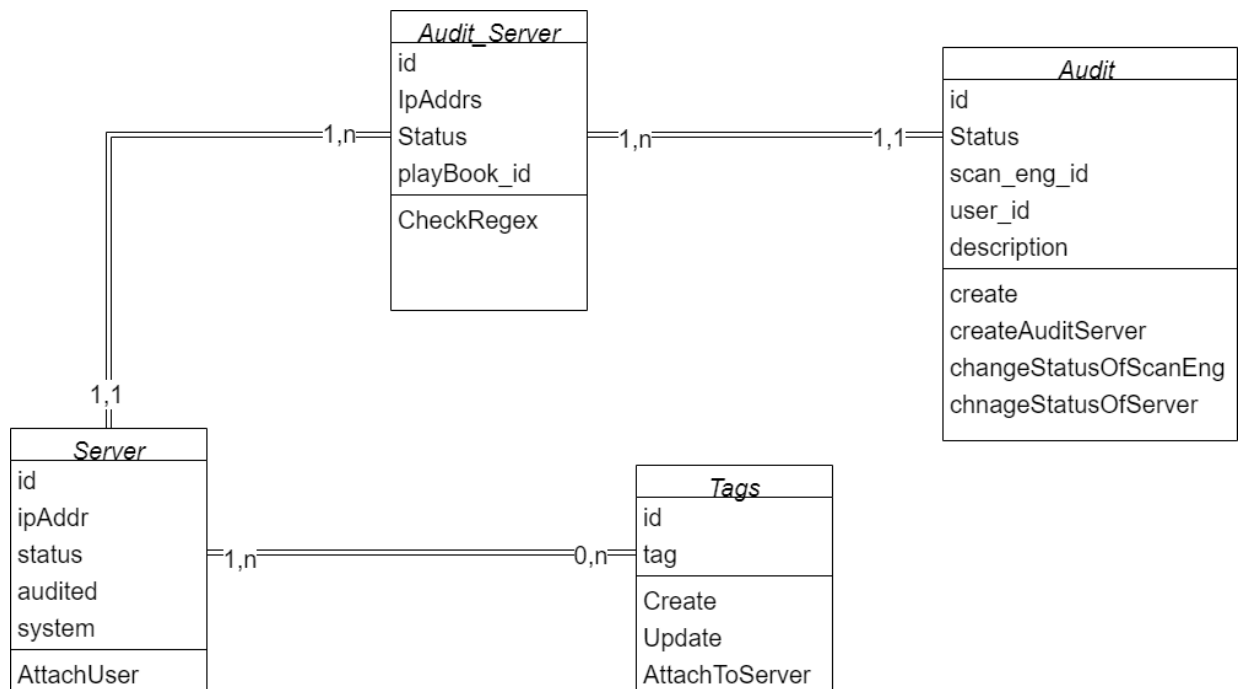 Audit_Server
id
IpAddrs
Status
playBook_id
CheckRegex
Audit
id
Status
scan_eng_id
user_id
description
create
createAuditServer
changeStatusOfScanEng
chnageStatusOfServer
1,n
1,n
1,1
1,1
Server
id
ipAddr
status
audited
system
AttachUser
1,n
0,n
Tags
id
tag
Create
Update
AttachToServer